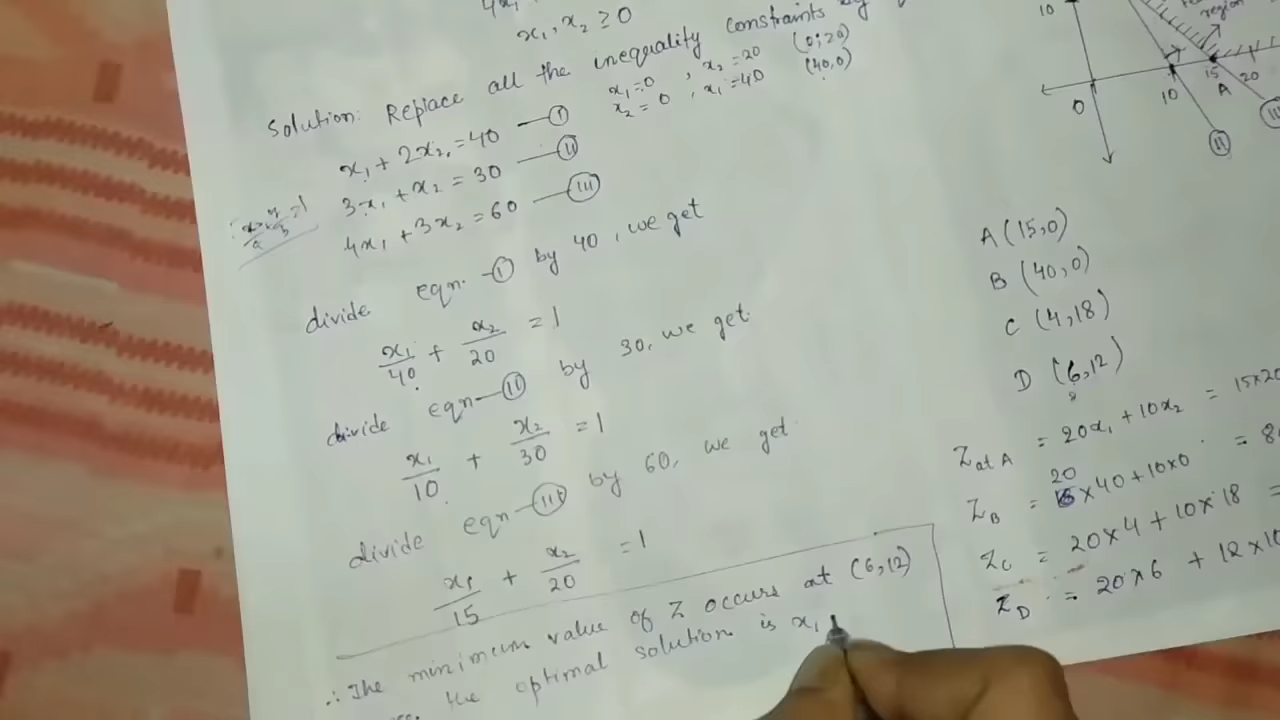 4x₁
x₁, x₂ ≥ 0
Solution: Replace all the inequality constraints by
x₁=0 , x₂=20 (0,20)
x₂=0 , x₁=40 (40,0)
x₁ + 2x₂ = 40 — I
3x₁ + x₂ = 30 — II
4x₁ + 3x₂ = 60 — III
divide eqn. — I by 40, we get
x₁/40 + x₂/20 = 1
divide eqn — II by 30, we get
x₁/10 + x₂/30 = 1
divide eqn — III by 60, we get
x₁/15 + x₂/20 = 1
∴ The minimum value of Z occurs at (6,12)
the optimal solution is x₁
10
region
0 10 15 20
A
II
III
A (15,0)
B (40,0)
C (4,18)
D (6,12)
Z at A = 20x₁ + 10x₂ = 15×20
Z_B = 20×40 + 10×0 = 8
Z_C = 20×4 + 10×18 =
Z_D = 20×6 + 12×10